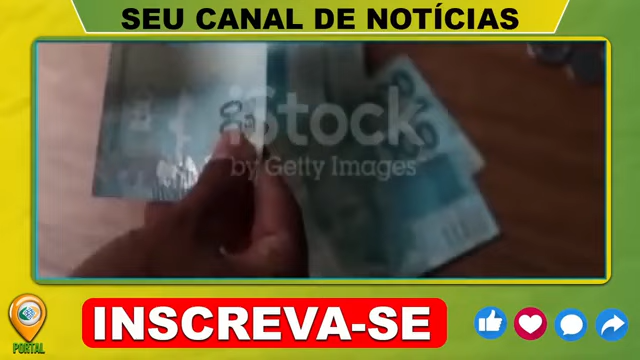 SEU CANAL DE NOTÍCIAS
iStock
by Getty Images
INSCREVA-SE
PORTAL